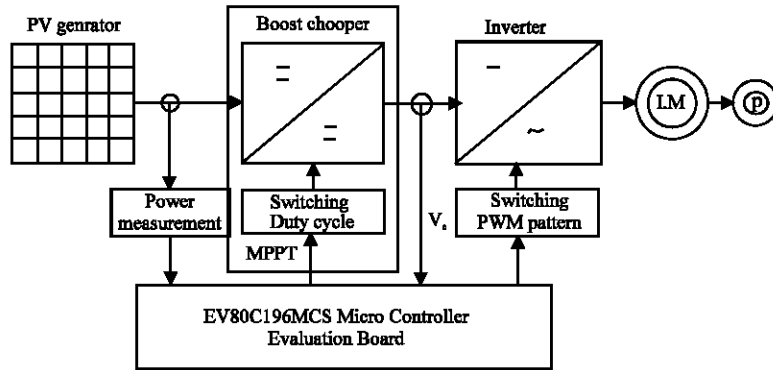 PV genrator
Boost chooper
Inverter
I.M
P
Power
measurement
Switching
Duty cycle
Switching
PWM pattern
MPPT
Vs
EV80C196MCS Micro Controller
Evaluation Board